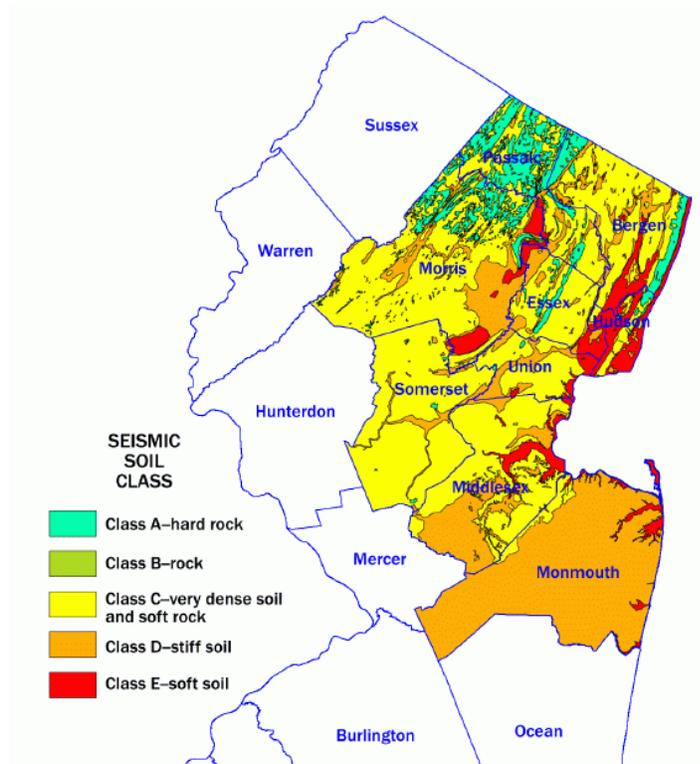 Sussex
Passaic
Warren
Bergen
Morris
Essex
Hudson
Union
Somerset
Hunterdon
SEISMIC
SOIL
CLASS
Middlesex
Class A–hard rock
Class B–rock
Mercer
Monmouth
Class C–very dense soil
and soft rock
Class D–stiff soil
Class E–soft soil
Burlington
Ocean